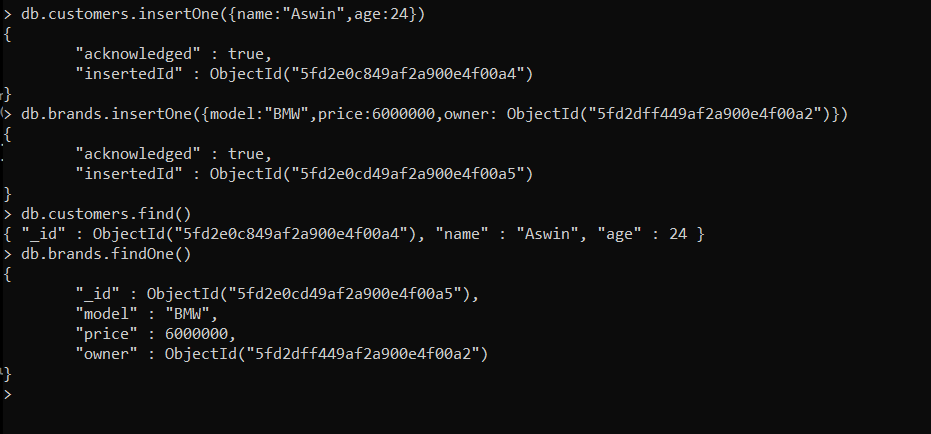 > db.customers.insertOne({name:"Aswin",age:24})
{
        "acknowledged" : true,
        "insertedId" : ObjectId("5fd2e0c849af2a900e4f00a4")
}
> db.brands.insertOne({model:"BMW",price:6000000,owner: ObjectId("5fd2dff449af2a900e4f00a2")})
{
        "acknowledged" : true,
        "insertedId" : ObjectId("5fd2e0cd49af2a900e4f00a5")
}
> db.customers.find()
{ "_id" : ObjectId("5fd2e0c849af2a900e4f00a4"), "name" : "Aswin", "age" : 24 }
> db.brands.findOne()
{
        "_id" : ObjectId("5fd2e0cd49af2a900e4f00a5"),
        "model" : "BMW",
        "price" : 6000000,
        "owner" : ObjectId("5fd2dff449af2a900e4f00a2")
}
>